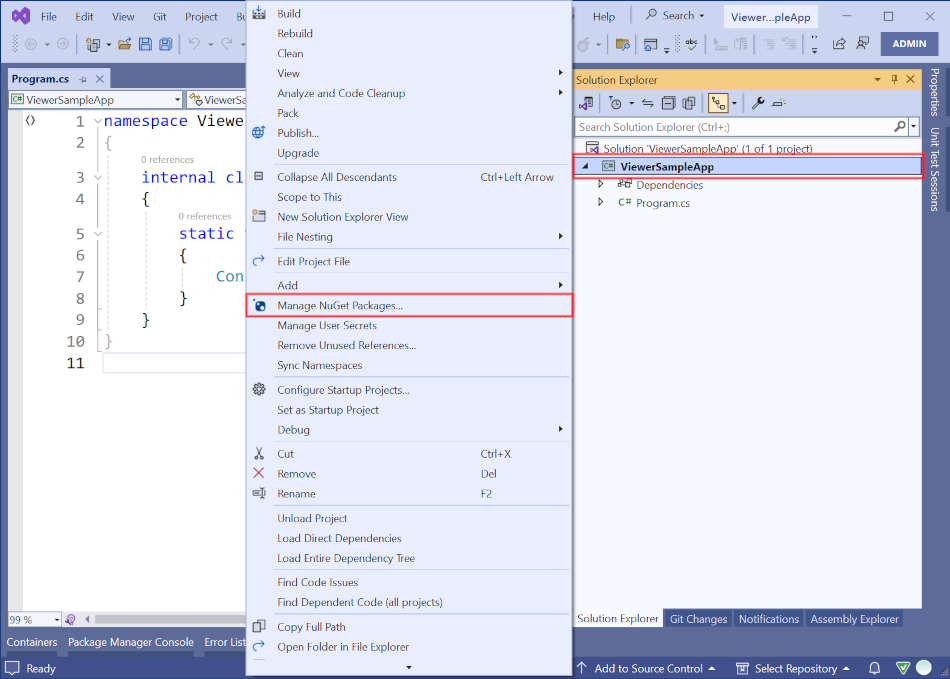 File Edit View Git Project Help Search Viewer...pleApp
ADMIN
Program.cs
ViewerSampleApp
ViewerSa
1 namespace Viewe
2 {
0 references
3 internal cl
4 {
0 references
5 static
6 {
7 Con
8 }
9 }
10 }
11
99 %
Build
Rebuild
Clean
View
Analyze and Code Cleanup
Pack
Publish...
Upgrade
Collapse All Descendants Ctrl+Left Arrow
Scope to This
New Solution Explorer View
File Nesting
Edit Project File
Add
Manage NuGet Packages...
Manage User Secrets
Remove Unused References...
Sync Namespaces
Configure Startup Projects...
Set as Startup Project
Debug
Cut Ctrl+X
Remove Del
Rename F2
Unload Project
Load Direct Dependencies
Load Entire Dependency Tree
Find Code Issues
Find Dependent Code (all projects)
Copy Full Path
Open Folder in File Explorer
Solution Explorer
Search Solution Explorer (Ctrl+;)
Solution 'ViewerSampleApp' (1 of 1 project)
ViewerSampleApp
Dependencies
C# Program.cs
Properties
Unit Test Sessions
Solution Explorer Git Changes Notifications Assembly Explorer
Containers Package Manager Console Error List
Ready
Add to Source Control Select Repository